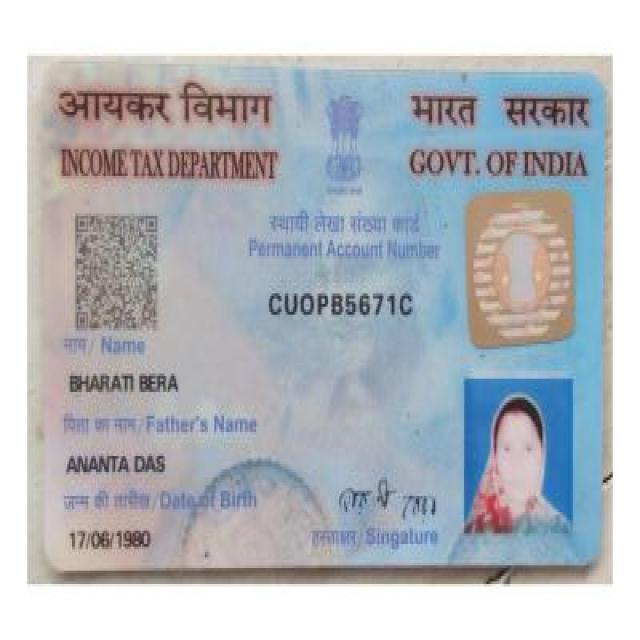 आयकर विभाग
INCOME TAX DEPARTMENT
भारत सरकार
GOVT. OF INDIA
स्थायी लेखा संख्या कार्ड
Permanent Account Number
CUOPB5671C
नाम/ Name
BHARATI BERA
पिता का नाम/Father's Name
ANANTA DAS
जन्म की तारीख/Date of Birth
17/06/1980
हस्ताक्षर/ Singature